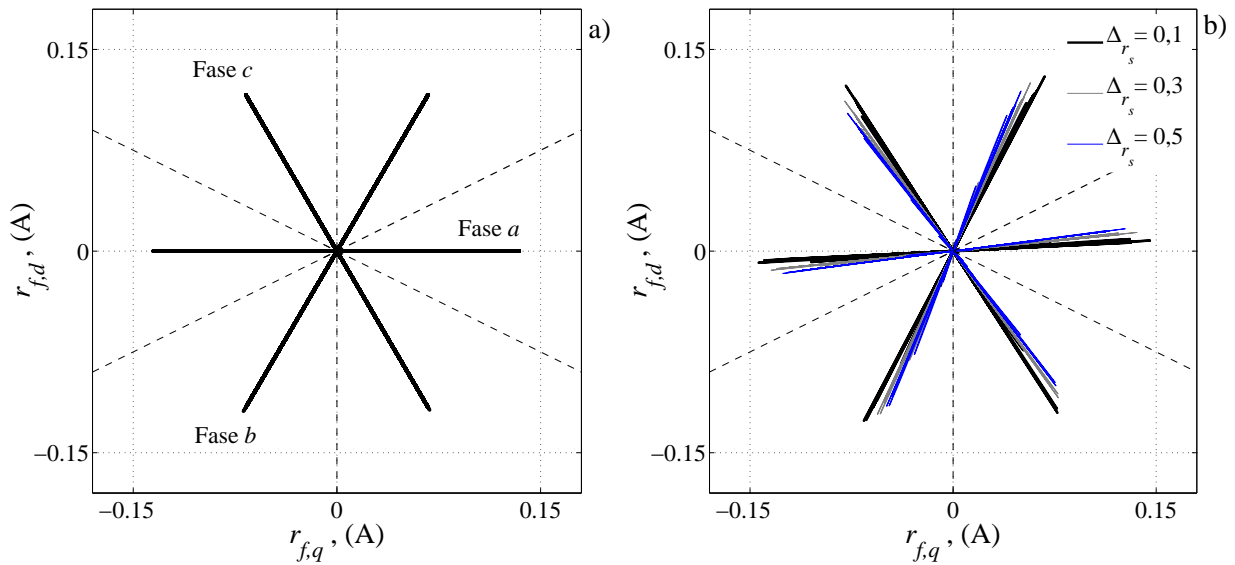 a)
0.15
0
−0.15
r_{f,d} , (A)
Fase c
Fase a
Fase b
−0.15
0
0.15
r_{f,q} , (A)
b)
Δ_{r_s} = 0,1
Δ_{r_s} = 0,3
Δ_{r_s} = 0,5
0.15
0
−0.15
r_{f,d} , (A)
−0.15
0
0.15
r_{f,q} , (A)